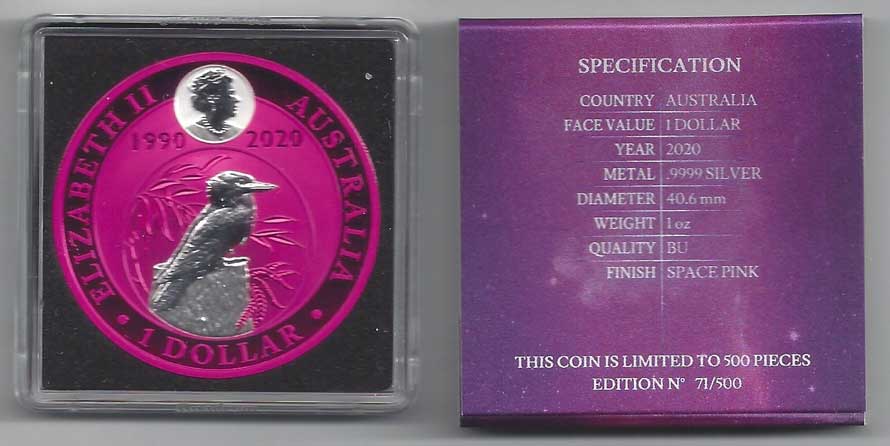 ELIZABETH II AUSTRALIA
1990 2020
• 1 DOLLAR •
SPECIFICATION
COUNTRY AUSTRALIA
FACE VALUE 1 DOLLAR
YEAR 2020
METAL .9999 SILVER
DIAMETER 40.6 mm
WEIGHT 1 oz
QUALITY BU
FINISH SPACE PINK
THIS COIN IS LIMITED TO 500 PIECES
EDITION Nº 71/500